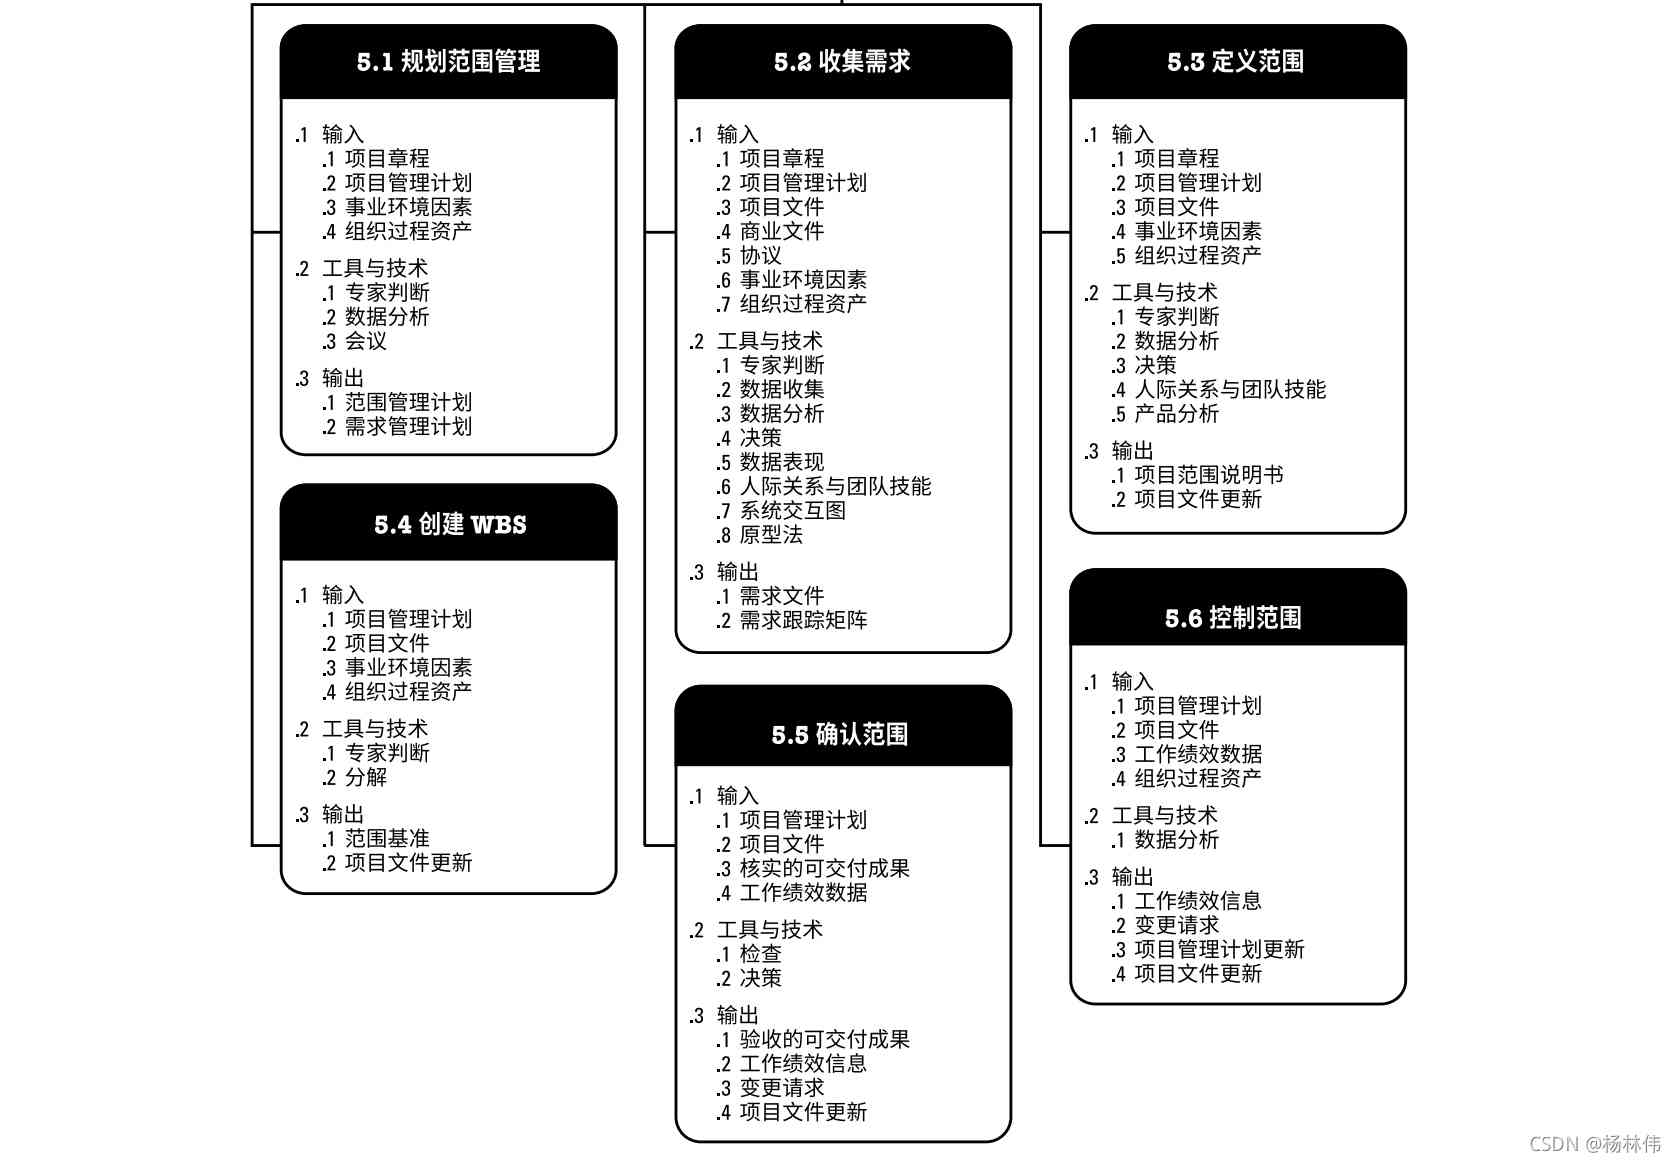 5.1 规划范围管理
.1 输入
.1 项目章程
.2 项目管理计划
.3 事业环境因素
.4 组织过程资产
.2 工具与技术
.1 专家判断
.2 数据分析
.3 会议
.3 输出
.1 范围管理计划
.2 需求管理计划
5.2 收集需求
.1 输入
.1 项目章程
.2 项目管理计划
.3 项目文件
.4 商业文件
.5 协议
.6 事业环境因素
.7 组织过程资产
.2 工具与技术
.1 专家判断
.2 数据收集
.3 数据分析
.4 决策
.5 数据表现
.6 人际关系与团队技能
.7 系统交互图
.8 原型法
.3 输出
.1 需求文件
.2 需求跟踪矩阵
5.3 定义范围
.1 输入
.1 项目章程
.2 项目管理计划
.3 项目文件
.4 事业环境因素
.5 组织过程资产
.2 工具与技术
.1 专家判断
.2 数据分析
.3 决策
.4 人际关系与团队技能
.5 产品分析
.3 输出
.1 项目范围说明书
.2 项目文件更新
5.4 创建 WBS
.1 输入
.1 项目管理计划
.2 项目文件
.3 事业环境因素
.4 组织过程资产
.2 工具与技术
.1 专家判断
.2 分解
.3 输出
.1 范围基准
.2 项目文件更新
5.5 确认范围
.1 输入
.1 项目管理计划
.2 项目文件
.3 核实的可交付成果
.4 工作绩效数据
.2 工具与技术
.1 检查
.2 决策
.3 输出
.1 验收的可交付成果
.2 工作绩效信息
.3 变更请求
.4 项目文件更新
5.6 控制范围
.1 输入
.1 项目管理计划
.2 项目文件
.3 工作绩效数据
.4 组织过程资产
.2 工具与技术
.1 数据分析
.3 输出
.1 工作绩效信息
.2 变更请求
.3 项目管理计划更新
.4 项目文件更新
CSDN @杨林伟